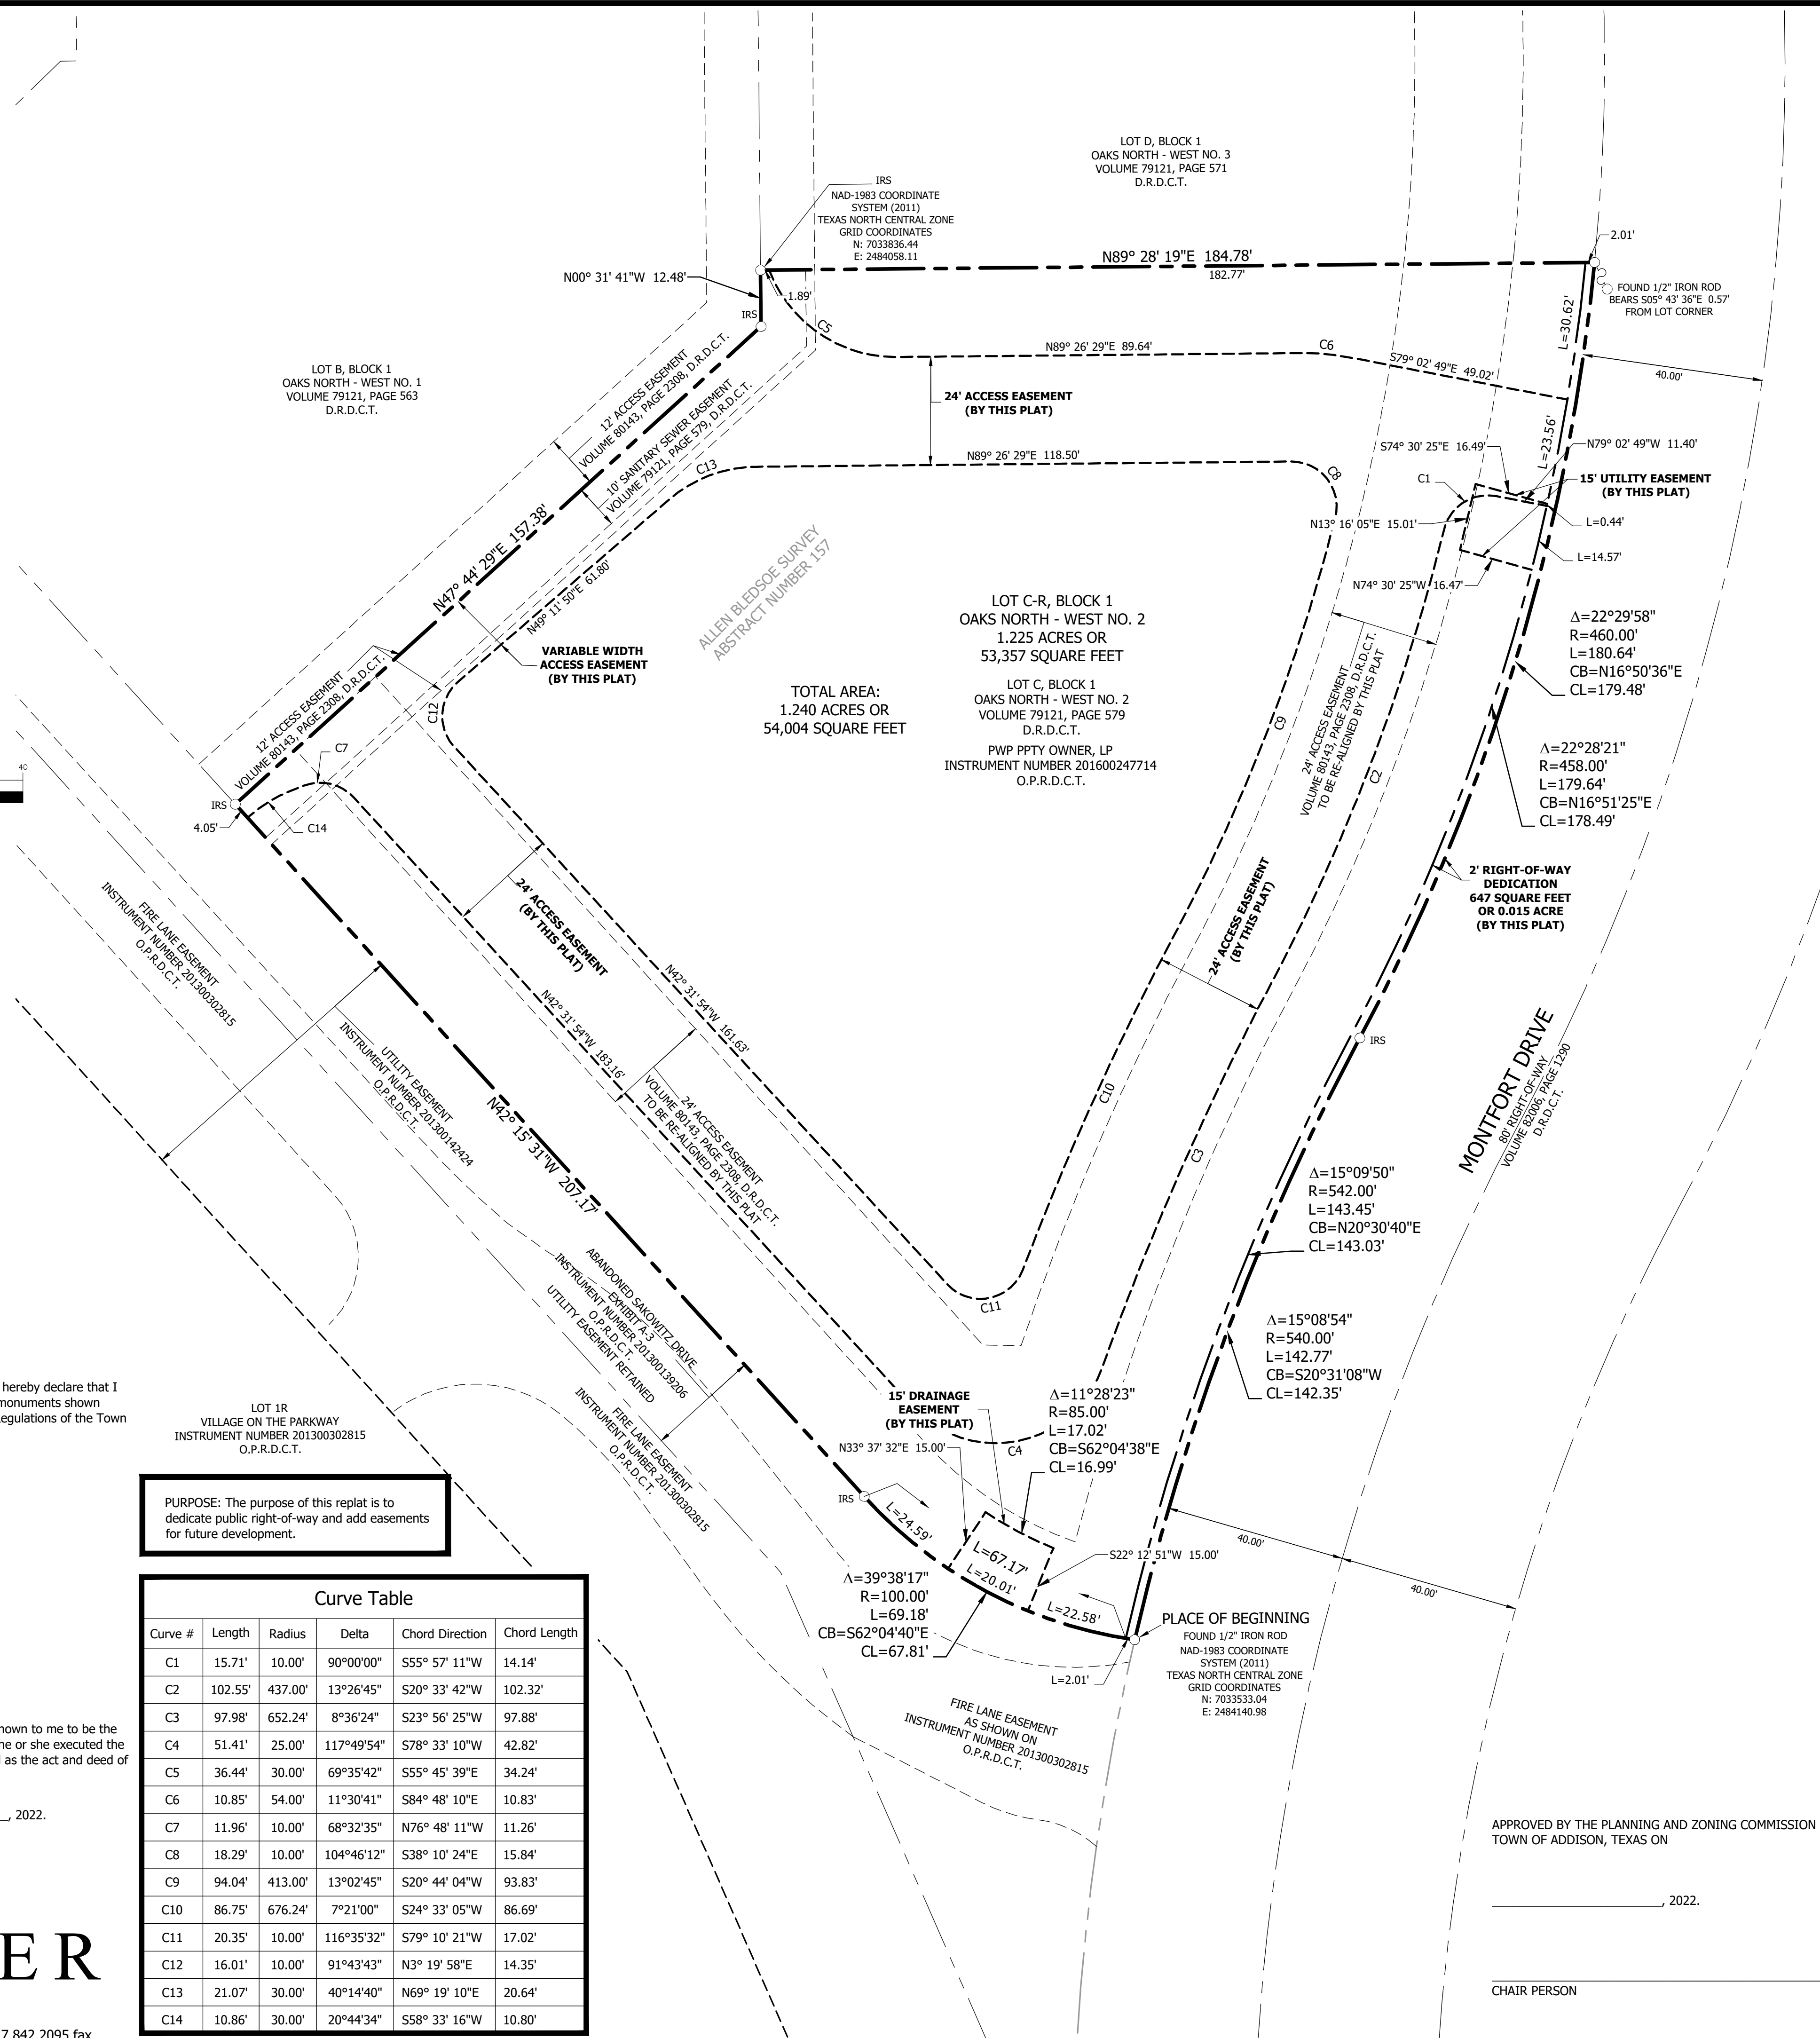 LOT D, BLOCK 1
OAKS NORTH - WEST NO. 3
VOLUME 79121, PAGE 571
D.R.D.C.T.
IRS
NAD-1983 COORDINATE
SYSTEM (2011)
TEXAS NORTH CENTRAL ZONE
GRID COORDINATES
N: 7033836.44
E: 2484058.11
N89° 28' 19"E 184.78'
182.77'
2.01'
N00° 31' 41"W 12.48'
1.89'
IRS
FOUND 1/2" IRON ROD
BEARS S05° 43' 36"E 0.57'
FROM LOT CORNER
L=30.62'
C5
N89° 26' 29"E 89.64'
C6
S79° 02' 49"E 49.02'
40.00'
LOT B, BLOCK 1
OAKS NORTH - WEST NO. 1
VOLUME 79121, PAGE 563
D.R.D.C.T.
12' ACCESS EASEMENT
VOLUME 80143, PAGE 2308, D.R.D.C.T.
10' SANITARY SEWER EASEMENT
VOLUME 79121, PAGE 579, D.R.D.C.T.
24' ACCESS EASEMENT
(BY THIS PLAT)
N89° 26' 29"E 118.50'
C13
C8
L=23.56'
S74° 30' 25"E 16.49'
N79° 02' 49"W 11.40'
C1
15' UTILITY EASEMENT
(BY THIS PLAT)
L=0.44'
N13° 16' 05"E 15.01'
L=14.57'
N74° 30' 25"W 16.47'
N47° 44' 29"E 157.38'
N49° 11' 50"E 61.80'
ALLEN BLEDSOE SURVEY
ABSTRACT NUMBER 157
LOT C-R, BLOCK 1
OAKS NORTH - WEST NO. 2
1.225 ACRES OR
53,357 SQUARE FEET
TOTAL AREA:
1.240 ACRES OR
54,004 SQUARE FEET
LOT C, BLOCK 1
OAKS NORTH - WEST NO. 2
VOLUME 79121, PAGE 579
D.R.D.C.T.
PWP PPTY OWNER, LP
INSTRUMENT NUMBER 201600247714
O.P.R.D.C.T.
VARIABLE WIDTH
ACCESS EASEMENT
(BY THIS PLAT)
12' ACCESS EASEMENT
VOLUME 80143, PAGE 2308, D.R.D.C.T.
C12
C7
C14
IRS
4.05'
40
Δ=22°29'58"
R=460.00'
L=180.64'
CB=N16°50'36"E
CL=179.48'
24' ACCESS EASEMENT
VOLUME 80143, PAGE 2308, D.R.D.C.T.
TO BE RE-ALIGNED BY THIS PLAT
C9
C2
Δ=22°28'21"
R=458.00'
L=179.64'
CB=N16°51'25"E
CL=178.49'
2' RIGHT-OF-WAY
DEDICATION
647 SQUARE FEET
OR 0.015 ACRE
(BY THIS PLAT)
24' ACCESS EASEMENT
(BY THIS PLAT)
24' ACCESS EASEMENT
(BY THIS PLAT)
FIRE LANE EASEMENT
INSTRUMENT NUMBER 201300302815
O.P.R.D.C.T.
UTILITY EASEMENT
INSTRUMENT NUMBER 201300142424
O.P.R.D.C.T.
N42° 31' 54"W 161.63'
N42° 31' 54"W 183.16'
24' ACCESS EASEMENT
VOLUME 80143, PAGE 2308, D.R.D.C.T.
TO BE RE-ALIGNED BY THIS PLAT
N42° 15' 31"W 207.17'
C10
C3
IRS
MONTFORT DRIVE
80' RIGHT-OF-WAY
VOLUME 82006, PAGE 1290
D.R.D.C.T.
Δ=15°09'50"
R=542.00'
L=143.45'
CB=N20°30'40"E
CL=143.03'
C11
Δ=15°08'54"
R=540.00'
L=142.77'
CB=S20°31'08"W
CL=142.35'
ABANDONED SAKOWITZ DRIVE
EXHIBIT A-3
INSTRUMENT NUMBER 201300139206
O.P.R.D.C.T.
UTILITY EASEMENT RETAINED
FIRE LANE EASEMENT
INSTRUMENT NUMBER 201300302815
O.P.R.D.C.T.
15' DRAINAGE
EASEMENT
(BY THIS PLAT)
N33° 37' 32"E 15.00'
C4
Δ=11°28'23"
R=85.00'
L=17.02'
CB=S62°04'38"E
CL=16.99'
IRS
L=24.59'
L=67.17'
L=20.01'
L=22.58'
S22° 12' 51"W 15.00'
40.00'
40.00'
Δ=39°38'17"
R=100.00'
L=69.18'
CB=S62°04'40"E
CL=67.81'
L=2.01'
PLACE OF BEGINNING
FOUND 1/2" IRON ROD
NAD-1983 COORDINATE
SYSTEM (2011)
TEXAS NORTH CENTRAL ZONE
GRID COORDINATES
N: 7033533.04
E: 2484140.98
FIRE LANE EASEMENT
AS SHOWN ON
INSTRUMENT NUMBER 201300302815
O.P.R.D.C.T.
hereby declare that I
monuments shown
egulations of the Town
LOT 1R
VILLAGE ON THE PARKWAY
INSTRUMENT NUMBER 201300302815
O.P.R.D.C.T.
PURPOSE: The purpose of this replat is to
dedicate public right-of-way and add easements
for future development.
Curve Table
Curve # Length Radius Delta Chord Direction Chord Length
C1 15.71' 10.00' 90°00'00" S55° 57' 11"W 14.14'
C2 102.55' 437.00' 13°26'45" S20° 33' 42"W 102.32'
C3 97.98' 652.24' 8°36'24" S23° 56' 25"W 97.88'
C4 51.41' 25.00' 117°49'54" S78° 33' 10"W 42.82'
C5 36.44' 30.00' 69°35'42" S55° 45' 39"E 34.24'
C6 10.85' 54.00' 11°30'41" S84° 48' 10"E 10.83'
C7 11.96' 10.00' 68°32'35" N76° 48' 11"W 11.26'
C8 18.29' 10.00' 104°46'12" S38° 10' 24"E 15.84'
C9 94.04' 413.00' 13°02'45" S20° 44' 04"W 93.83'
C10 86.75' 676.24' 7°21'00" S24° 33' 05"W 86.69'
C11 20.35' 10.00' 116°35'32" S79° 10' 21"W 17.02'
C12 16.01' 10.00' 91°43'43" N3° 19' 58"E 14.35'
C13 21.07' 30.00' 40°14'40" N69° 19' 10"E 20.64'
C14 10.86' 30.00' 20°44'34" S58° 33' 16"W 10.80'
nown to me to be the
he or she executed the
d as the act and deed of
_, 2022.
ER
7.842.2095 fax
APPROVED BY THE PLANNING AND ZONING COMMISSION
TOWN OF ADDISON, TEXAS ON
, 2022.
CHAIR PERSON